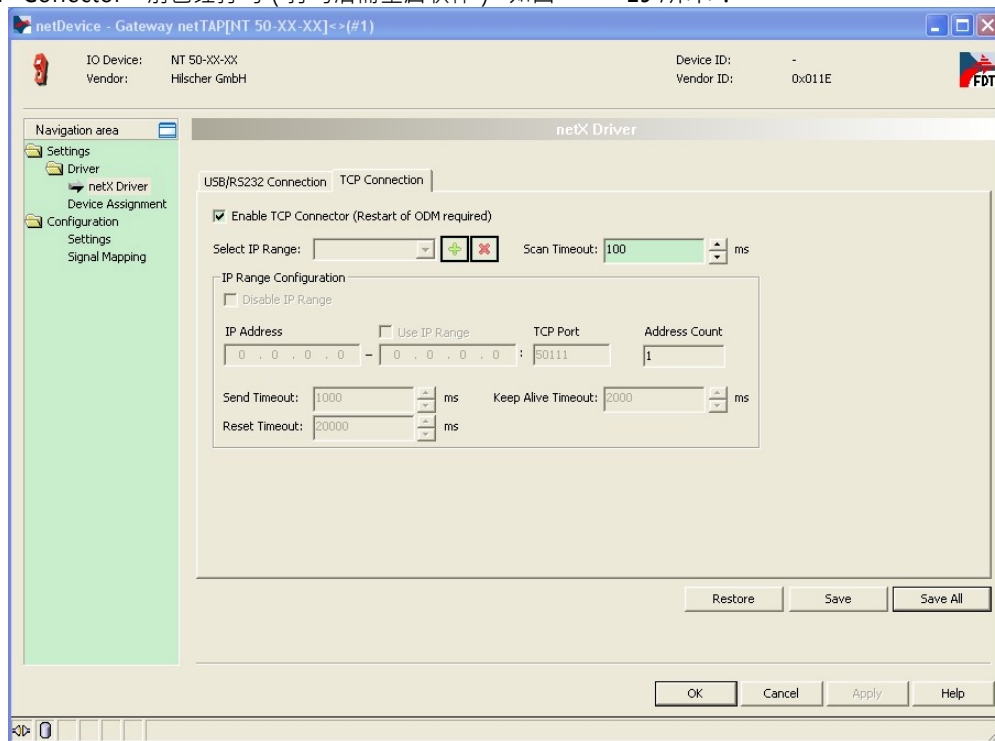 netDevice - Gateway netTAP[NT 50-XX-XX]<>(#1)
IO Device: NT 50-XX-XX Device ID: -
Vendor: Hilscher GmbH Vendor ID: 0x011E
FDT
Navigation area
netX Driver
Settings
Driver
netX Driver
Device Assignment
Configuration
Settings
Signal Mapping
USB/RS232 Connection TCP Connection
Enable TCP Connector (Restart of ODM required)
Select IP Range: Scan Timeout: 100 ms
IP Range Configuration
Disable IP Range
IP Address Use IP Range TCP Port Address Count
0 . 0 . 0 . 0 - 0 . 0 . 0 . 0 : 50111 1
Send Timeout: 1000 ms Keep Alive Timeout: 2000 ms
Reset Timeout: 20000 ms
Restore Save Save All
OK Cancel Apply Help